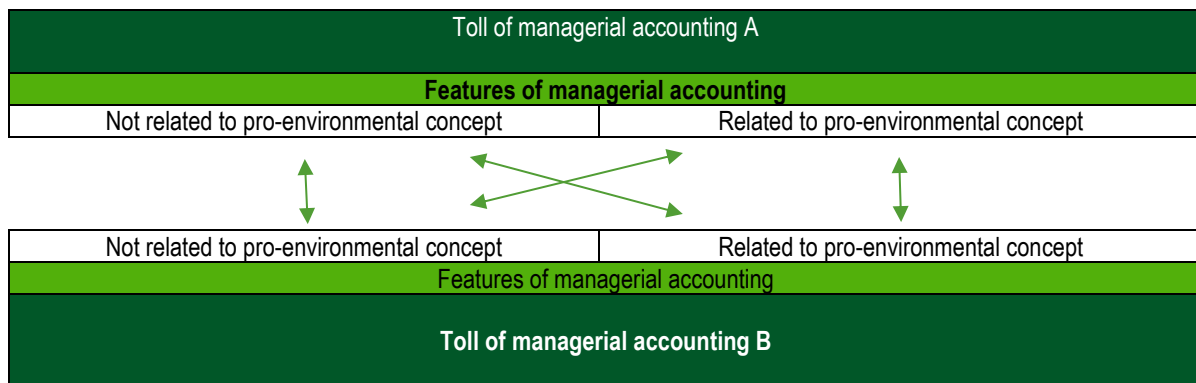 Toll of managerial accounting A
Features of managerial accounting
Not related to pro-environmental concept
Related to pro-environmental concept
Not related to pro-environmental concept
Related to pro-environmental concept
Features of managerial accounting
Toll of managerial accounting B